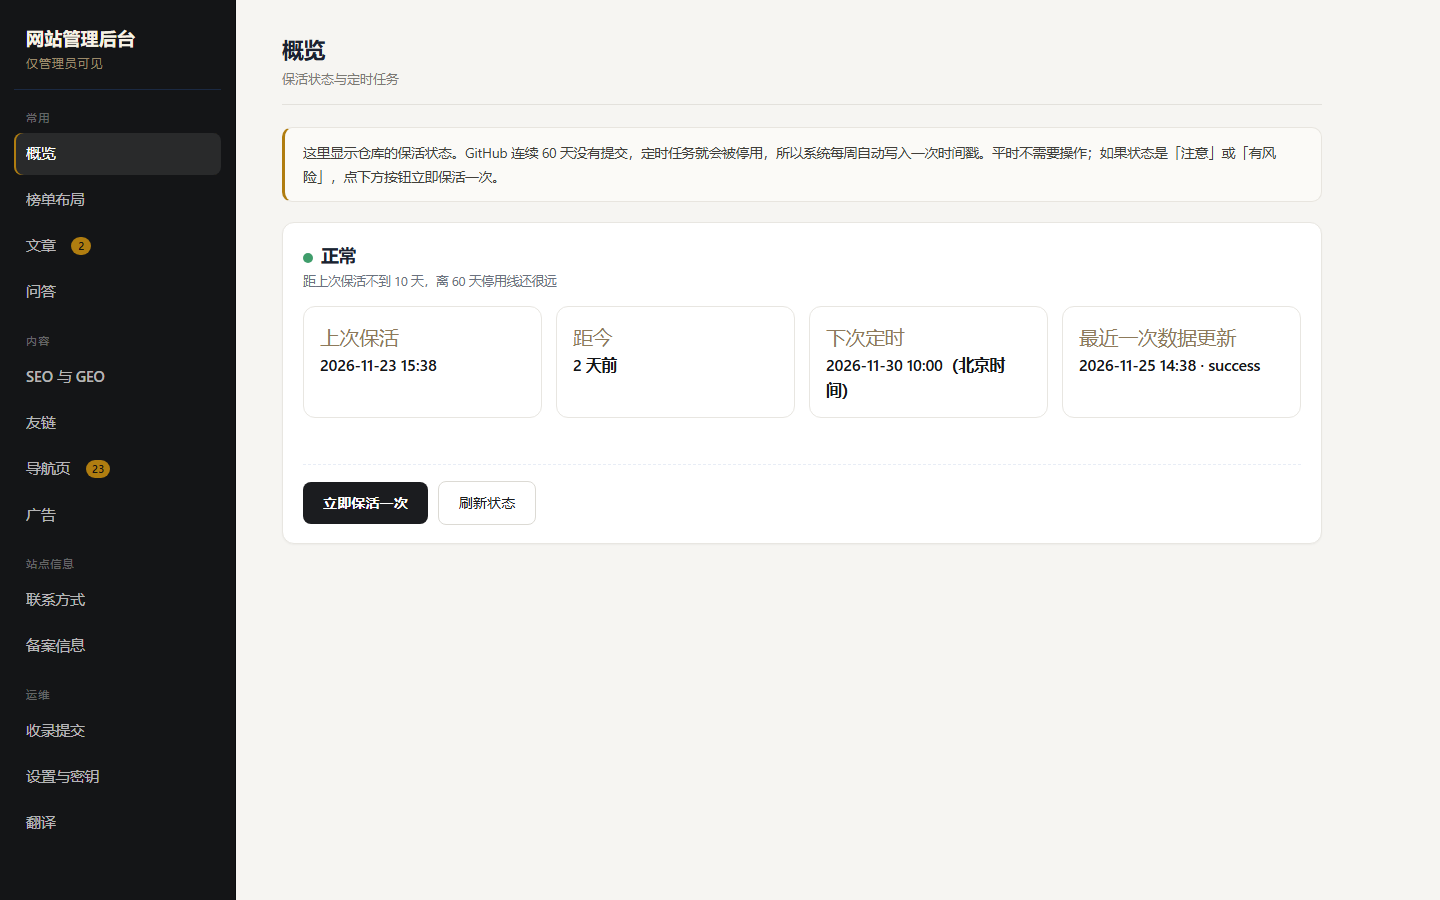 网站管理后台
仅管理员可见
常用
概览
榜单布局
文章 2
问答
内容
SEO 与 GEO
友链
导航页 23
广告
站点信息
联系方式
备案信息
运维
收录提交
设置与密钥
翻译
概览
保活状态与定时任务
这里显示仓库的保活状态。GitHub 连续 60 天没有提交，定时任务就会被停用，所以系统每周自动写入一次时间戳。平时不需要操作；如果状态是「注意」或「有风
险」，点下方按钮立即保活一次。
正常
距上次保活不到 10 天，离 60 天停用线还很远
上次保活
2026-11-23 15:38
距今
2 天前
下次定时
2026-11-30 10:00（北京时
间）
最近一次数据更新
2026-11-25 14:38 · success
立即保活一次
刷新状态